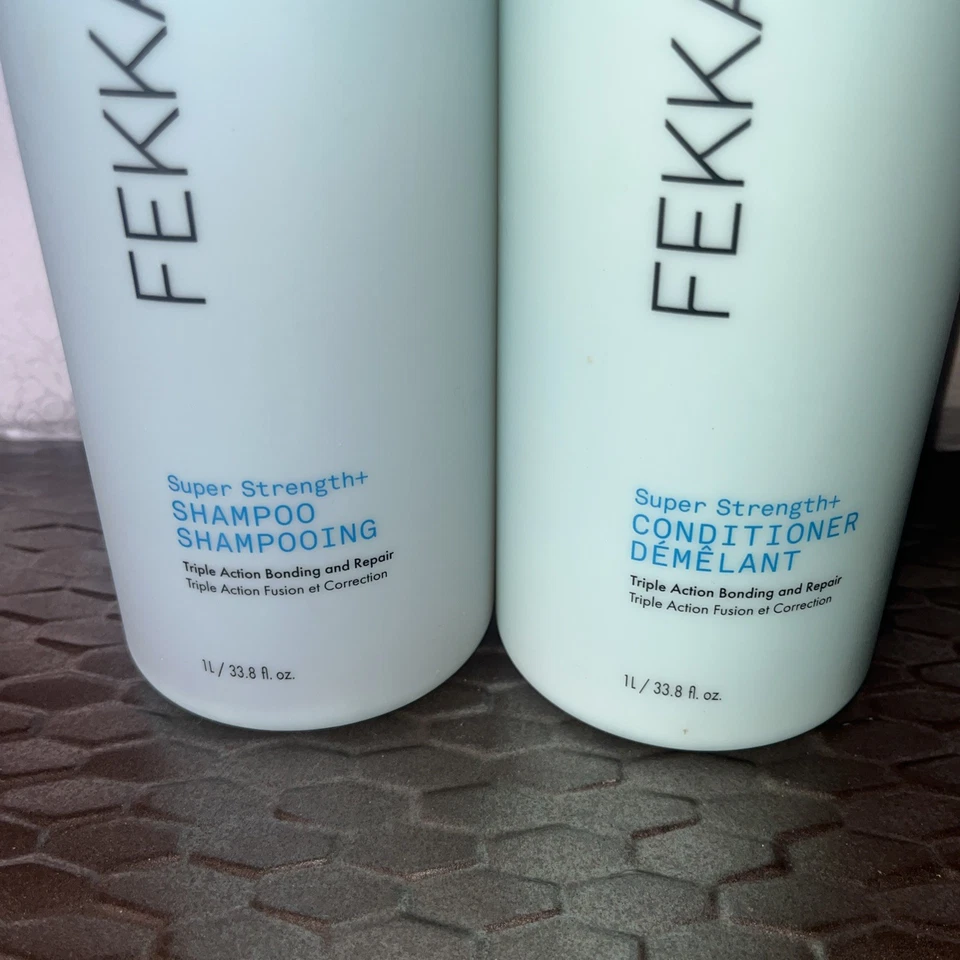 FEKKA
Super Strength+
SHAMPOO
SHAMPOOING
Triple Action Bonding and Repair
Triple Action Fusion et Correction
1L / 33.8 fl. oz.
FEKKA
Super Strength+
CONDITIONER
DÉMÊLANT
Triple Action Bonding and Repair
Triple Action Fusion et Correction
1L / 33.8 fl. oz.